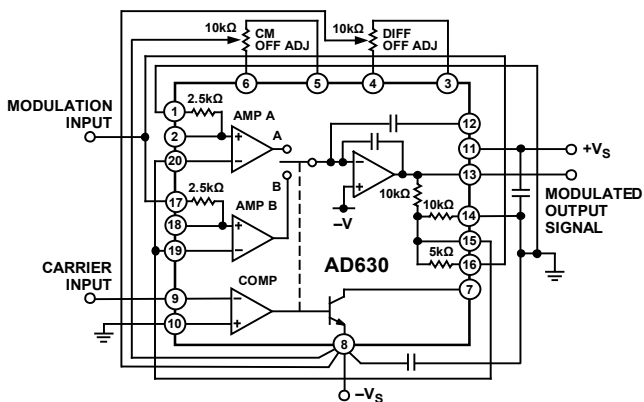 10kΩ
CM
OFF ADJ
10kΩ
DIFF
OFF ADJ
6
5
4
3
MODULATION
INPUT
1
2.5kΩ
AMP A
2
+
A
20
–
12
11
+VS
–
+
13
MODULATED
OUTPUT
SIGNAL
B
17
2.5kΩ
–V
10kΩ
10kΩ
14
18
+
AMP B
15
19
–
5kΩ
16
AD630
CARRIER
INPUT
COMP
7
9
–
10
+
8
–VS